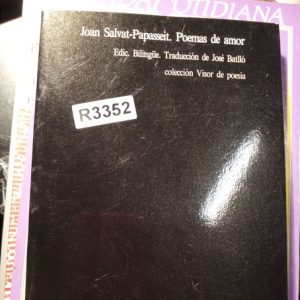 Joan Salvat-Papasseit. Poemas de amor
Edic. Bilingüe. Traducción de José Batlló
colección Visor de poesía
R3352